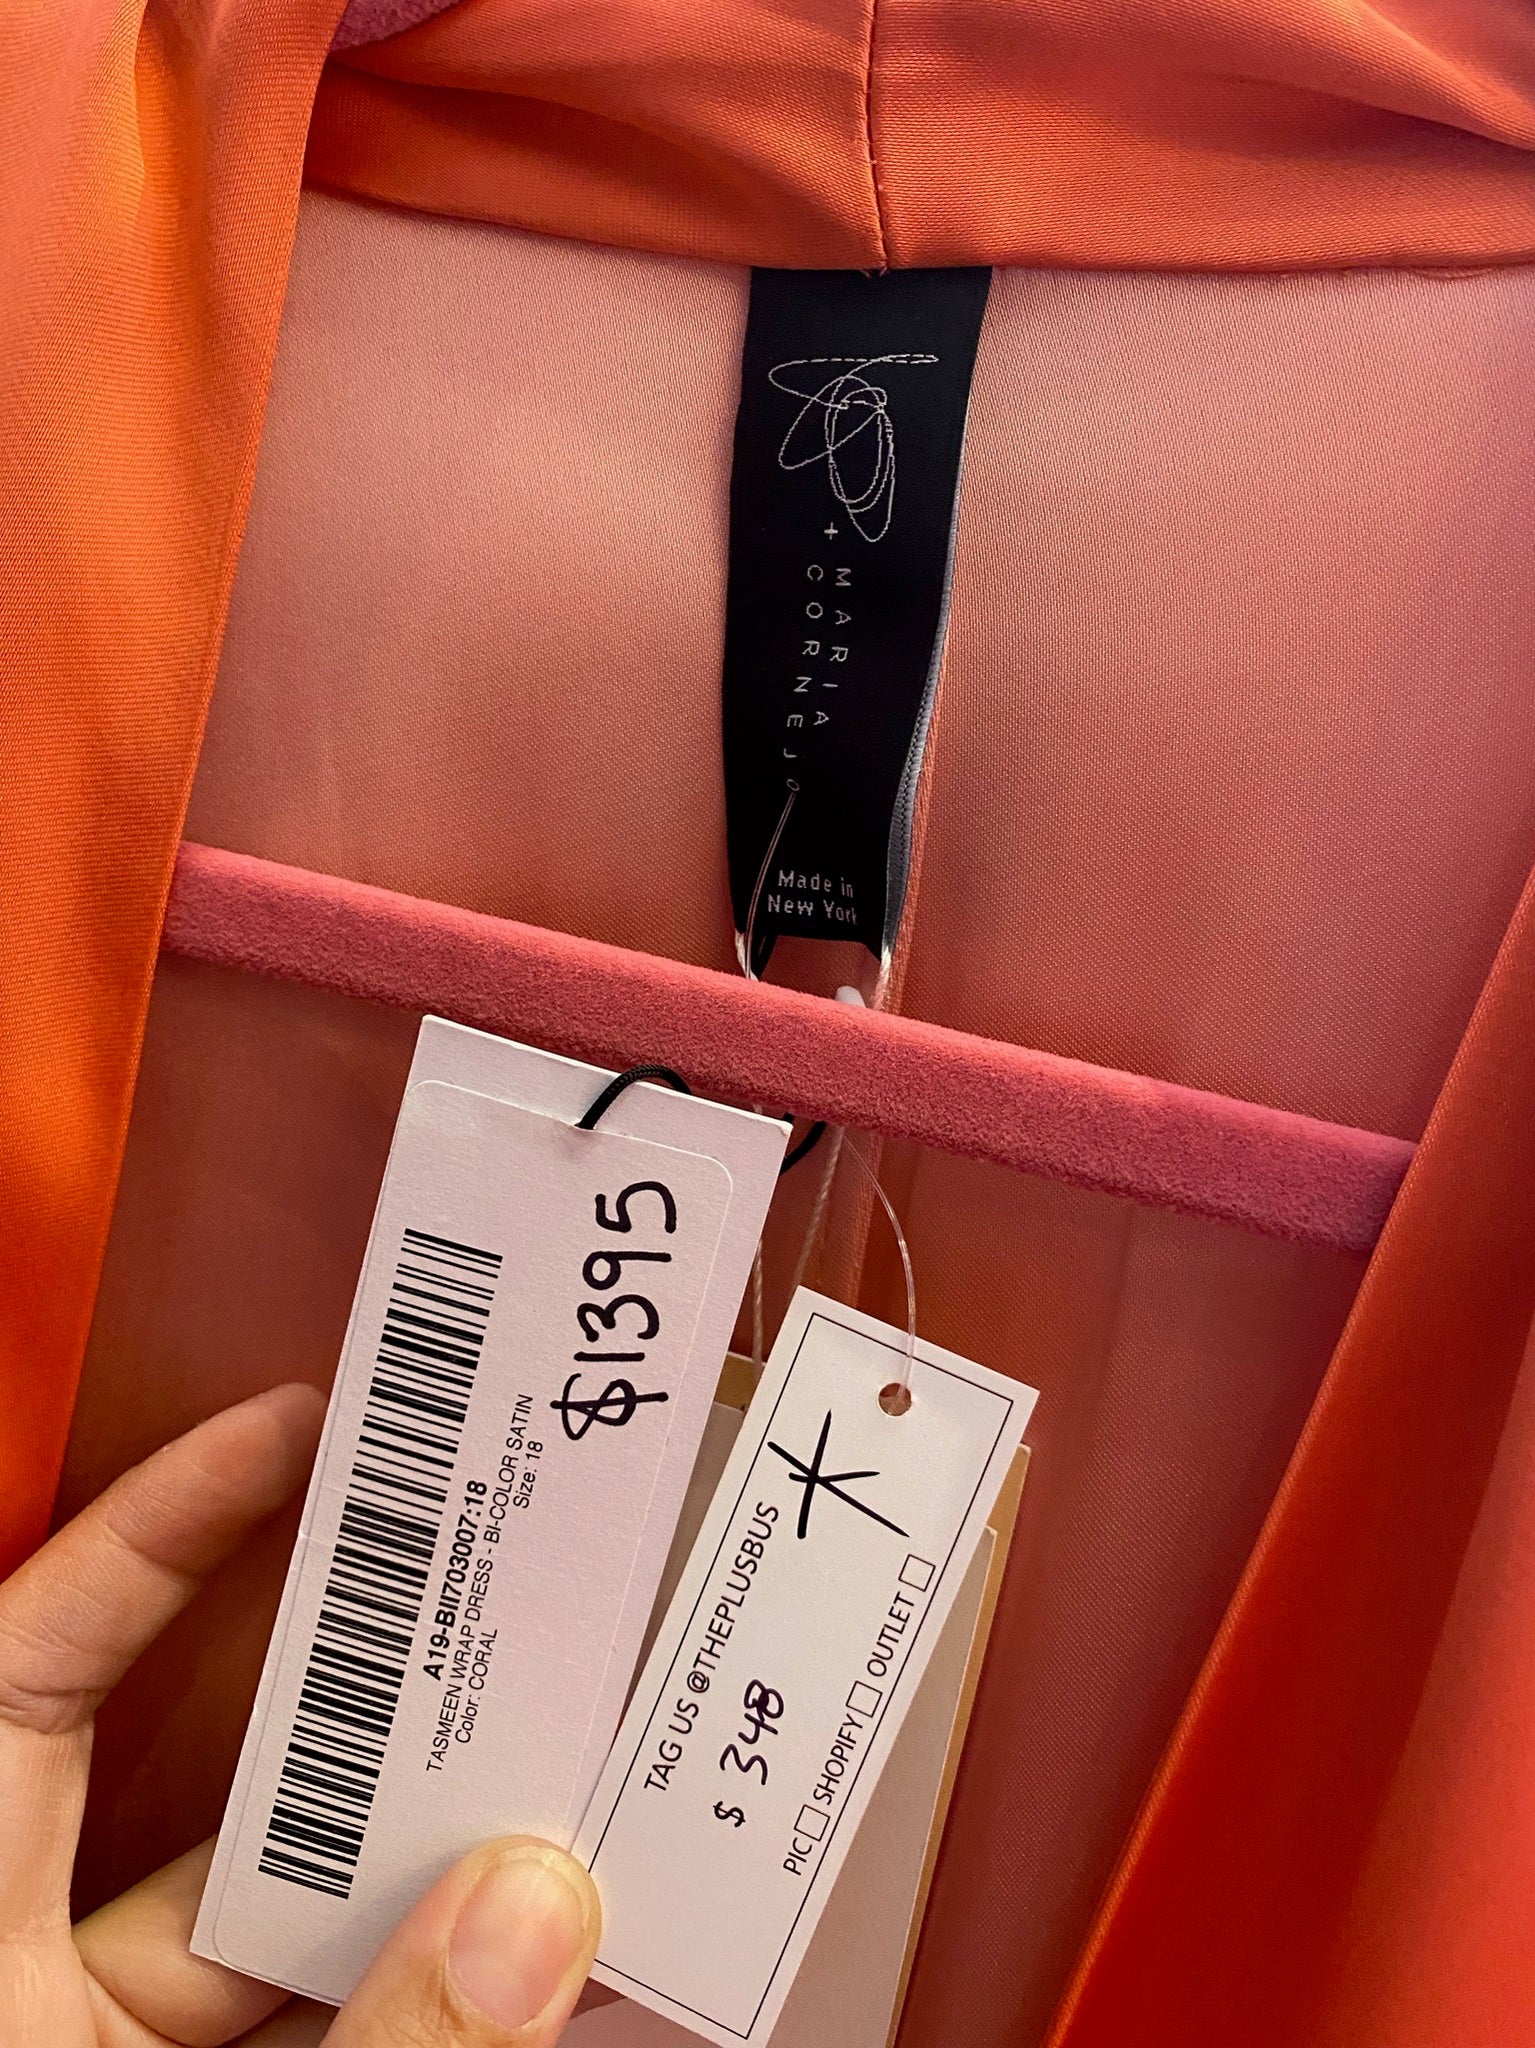 + MARIA
CORNEJO
Made in
New York
$1395
A19-BII703007:18
TASMEEN WRAP DRESS - BI-COLOR SATIN
Color: CORAL
Size: 18
TAG US @THEPLUSBUS
$ 348
PIC SHOPIFY OUTLET